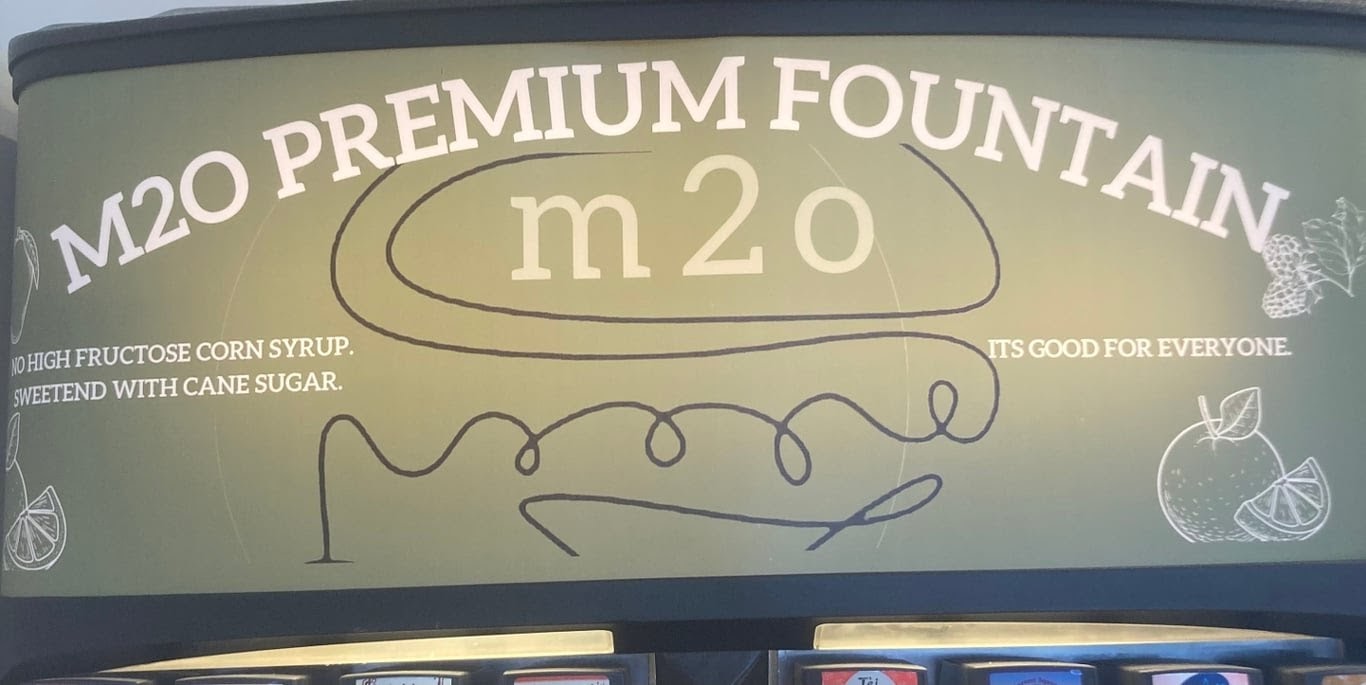 M2O PREMIUM FOUNTAIN
m2o
NO HIGH FRUCTOSE CORN SYRUP.
SWEETEND WITH CANE SUGAR.
ITS GOOD FOR EVERYONE.